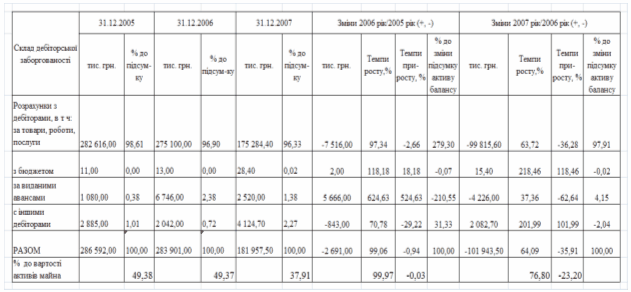 Склад дебіторської заборгованості 31.12.2005 31.12.2006 31.12.2007 Зміни 2006 рік/2005 рік (+, -) Зміни 2007 рік/2006 рік (+, -)
тис. грн. % до підсум-ку тис. грн. % до підсум-ку тис. грн. % до підсум-ку тис. грн. Темпи росту,% Темпи при-росту, % % до зміни підсумку активу балансу тис. грн. Темпи росту,% Темпи при-росту, % % до зміни підсумку активу балансу
Розрахунки з
дебіторами, в т ч:
за товари, роботи,
послуги 282 616,00 98,61 275 100,00 96,90 175 284,40 96,33 -7 516,00 97,34 -2,66 279,30 -99 815,60 63,72 -36,28 97,91
з бюджетом 11,00 0,00 13,00 0,00 28,40 0,02 2,00 118,18 18,18 -0,07 15,40 218,46 118,46 -0,02
за виданими
авансами 1 080,00 0,38 6 746,00 2,38 2 520,00 1,38 5 666,00 624,63 524,63 -210,55 -4 226,00 37,36 -62,64 4,15
с іншими
дебіторами 2 885,00 1,01 2 042,00 0,72 4 124,70 2,27 -843,00 70,78 -29,22 31,33 2 082,70 201,99 101,99 -2,04
РАЗОМ 286 592,00 100,00 283 901,00 100,00 181 957,50 100,00 -2 691,00 99,06 -0,94 100,00 -101 943,50 64,09 -35,91 100,00
% до вартості
активів майна 49,38 49,37 37,91 99,97 -0,03 76,80 -23,20